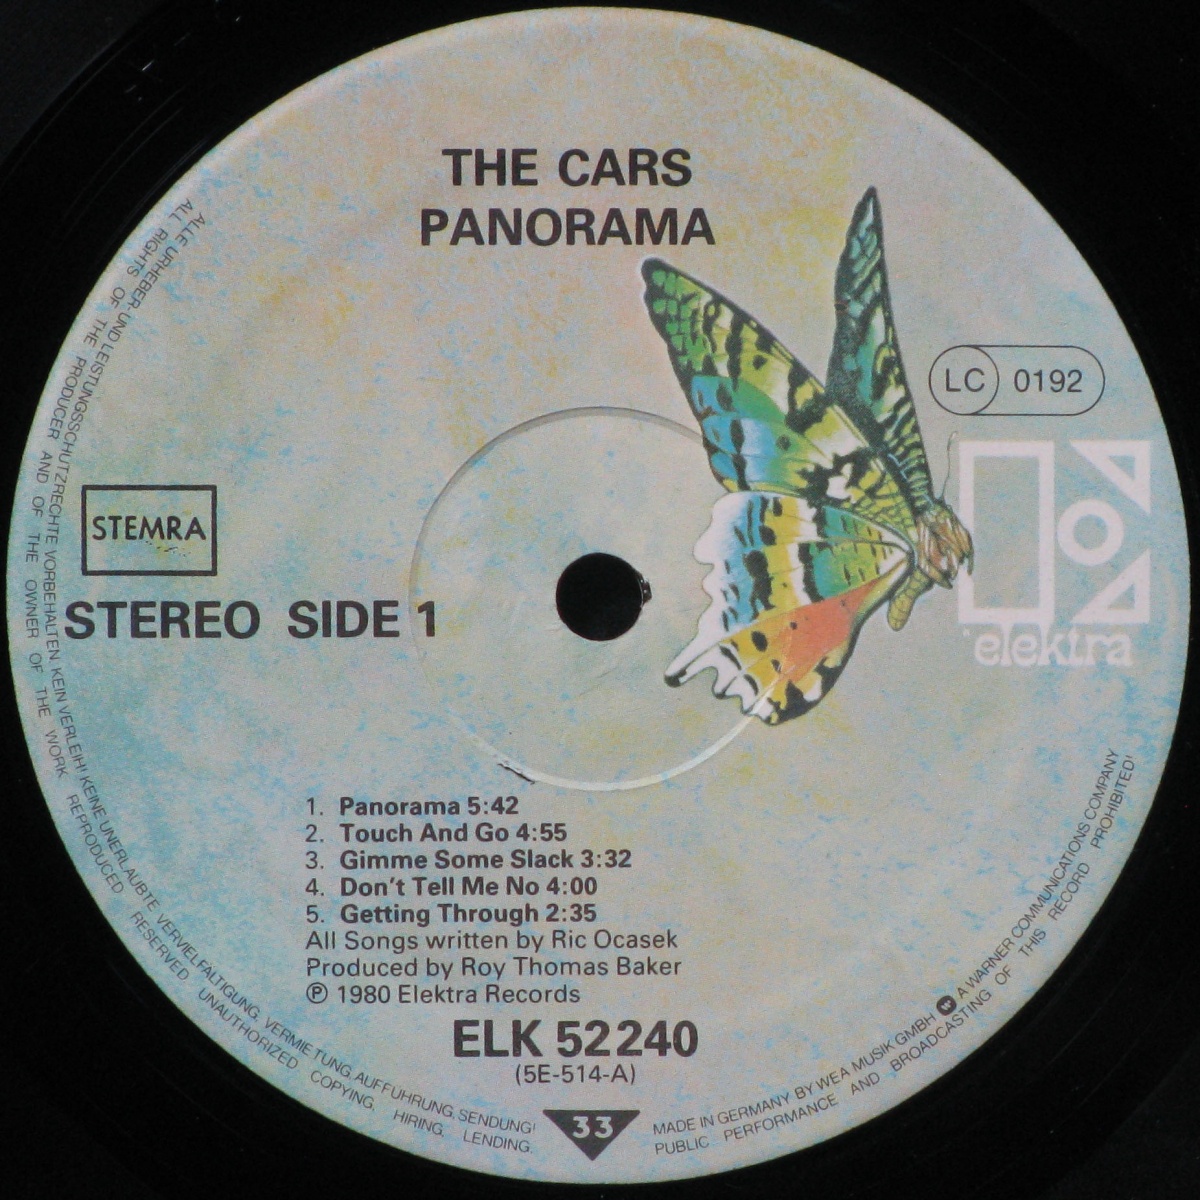 THE CARS
PANORAMA
LC 0192
STEMRA
STEREO SIDE 1
elektra
1. Panorama 5:42
2. Touch And Go 4:55
3. Gimme Some Slack 3:32
4. Don't Tell Me No 4:00
5. Getting Through 2:35
All Songs written by Ric Ocasek
Produced by Roy Thomas Baker
℗ 1980 Elektra Records
ELK 52240
(5E-514-A)
33
ALLE URHEBER- UND LEISTUNGSSCHUTZRECHTE VORBEHALTEN KEIN VERLEIH! KEINE UNERLAUBTE VERVIELFÄLTIGUNG, VERMIETUNG, AUFFÜHRUNG, SENDUNG!
ALL RIGHTS OF THE PRODUCER AND OF THE OWNER OF THE WORK REPRODUCED RESERVED UNAUTHORIZED COPYING, HIRING, LENDING,
MADE IN GERMANY BY WEA MUSIK GMBH W A WARNER COMMUNICATIONS COMPANY
PUBLIC PERFORMANCE AND BROADCASTING OF THIS RECORD PROHIBITED!